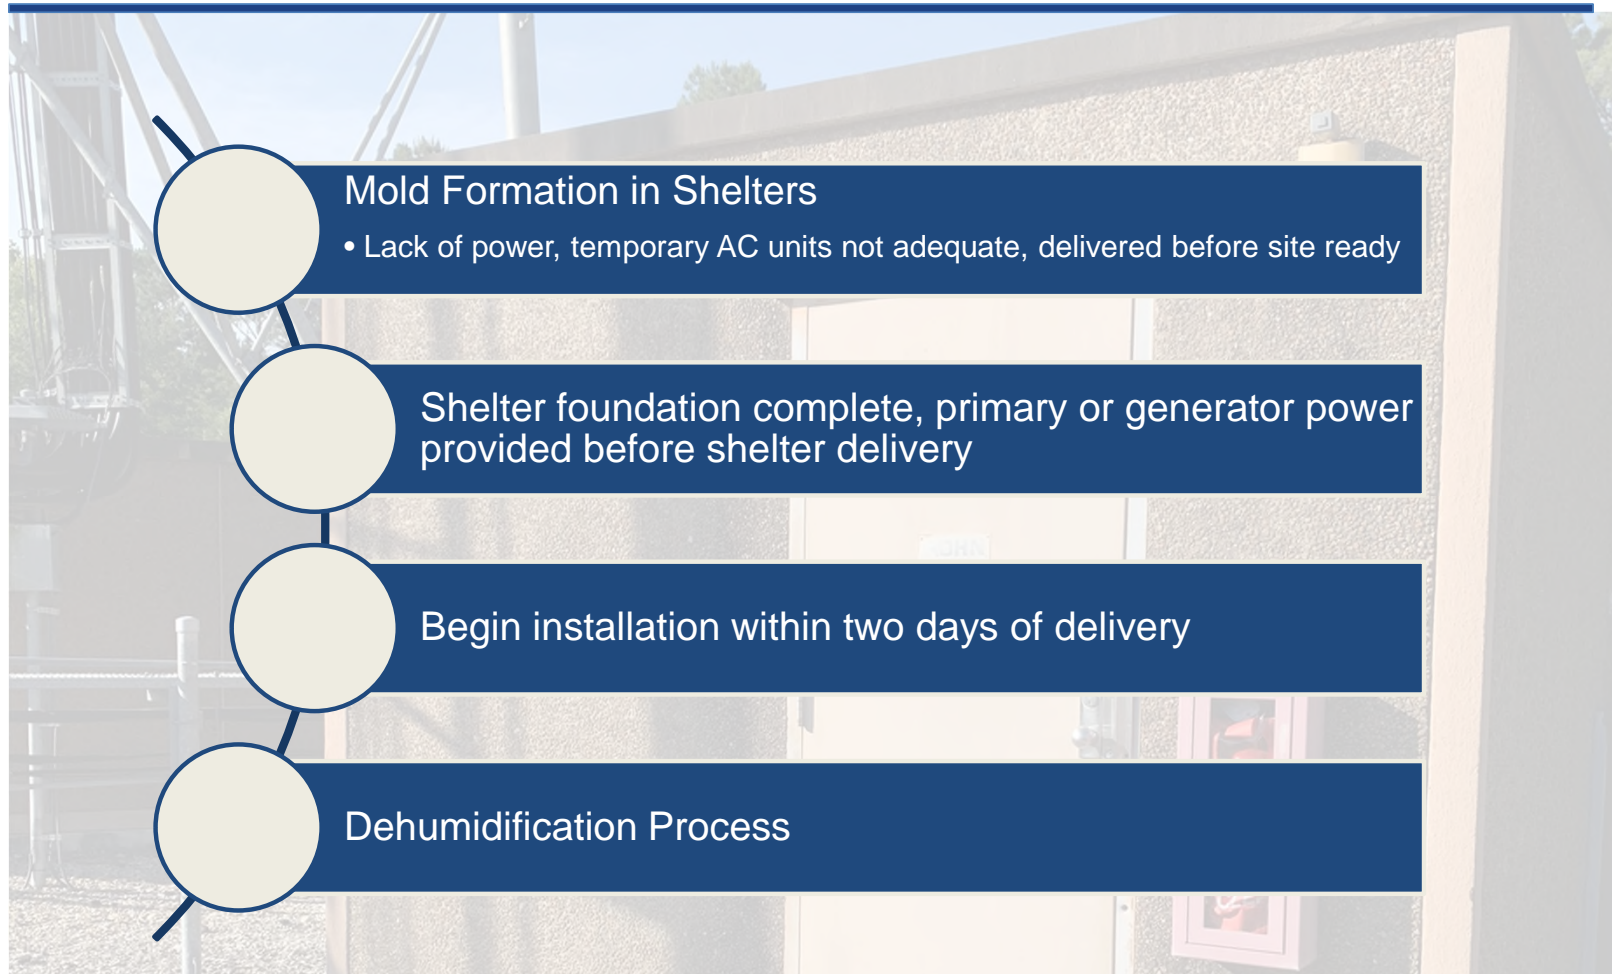 Mold Formation in Shelters
• Lack of power, temporary AC units not adequate, delivered before site ready
Shelter foundation complete, primary or generator power
provided before shelter delivery
Begin installation within two days of delivery
Dehumidification Process